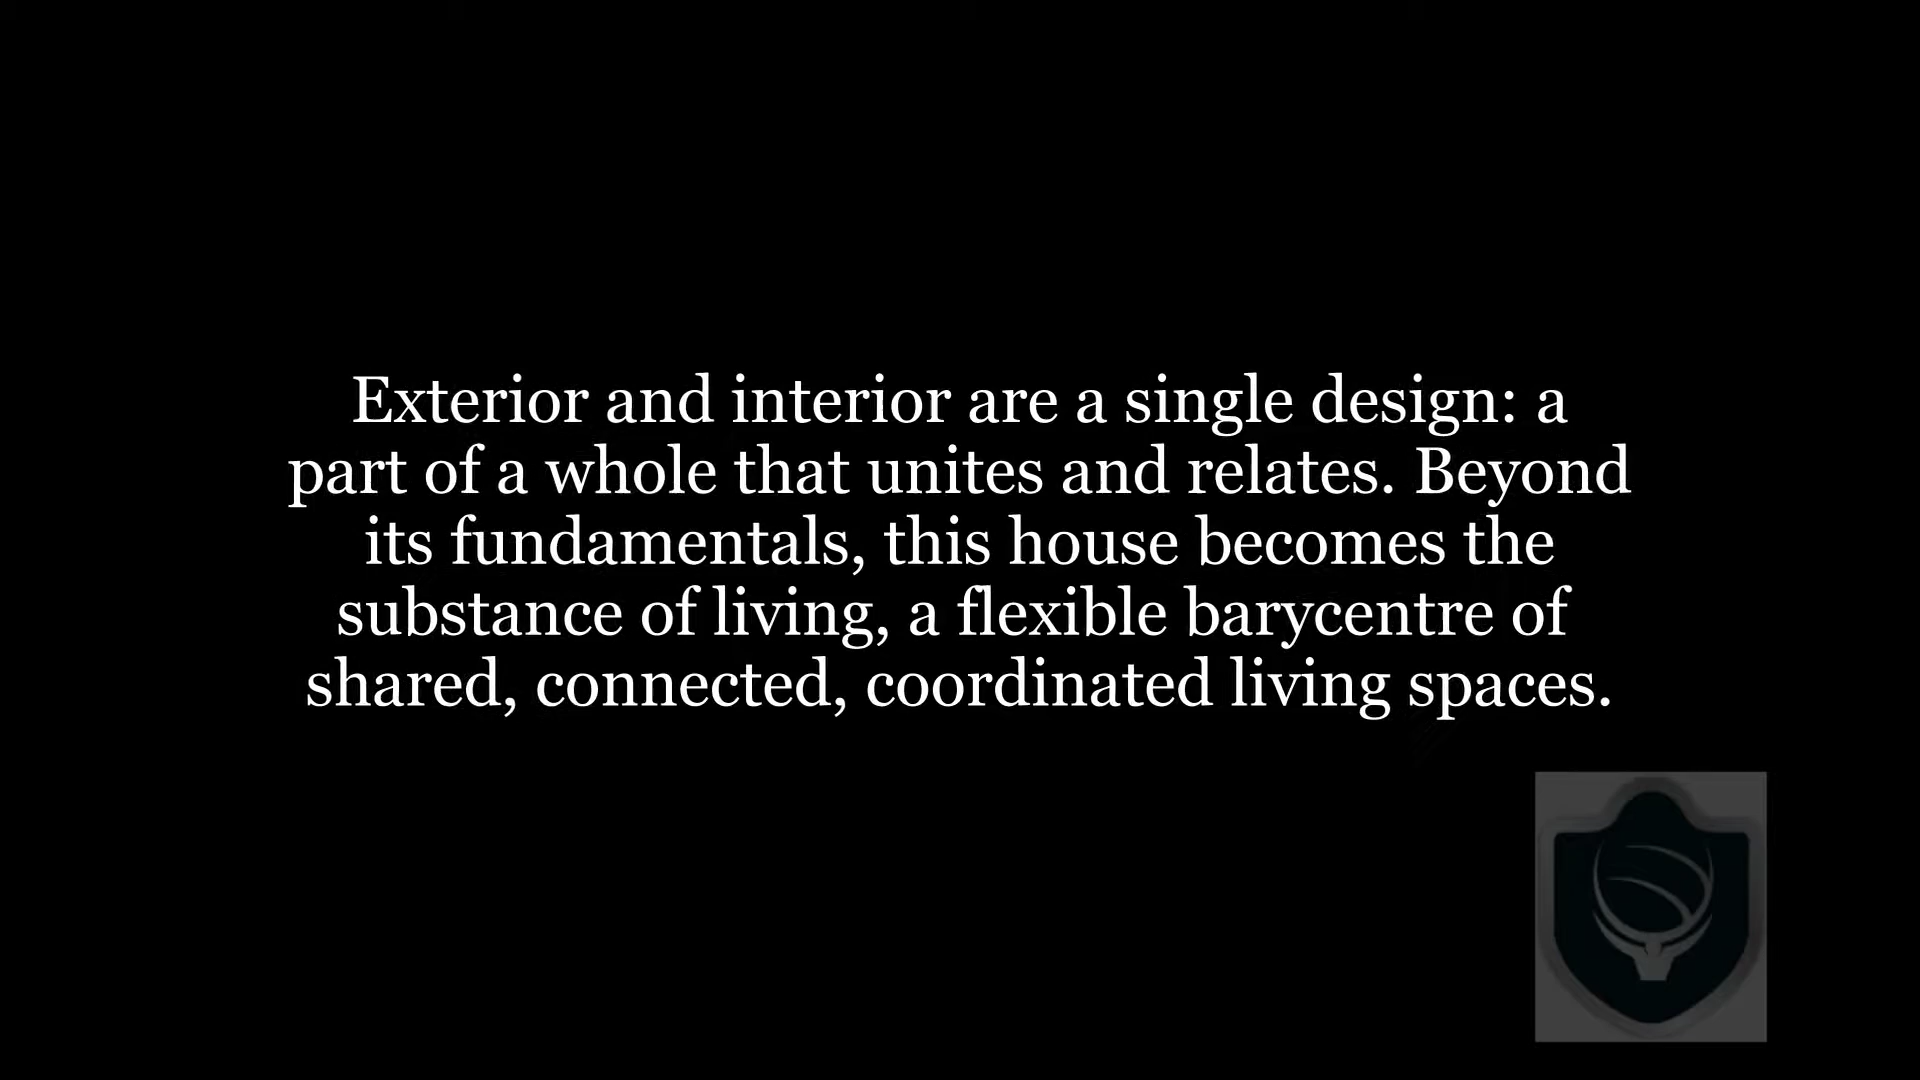 Exterior and interior are a single design: a
part of a whole that unites and relates. Beyond
its fundamentals, this house becomes the
substance of living, a flexible barycentre of
shared, connected, coordinated living spaces.